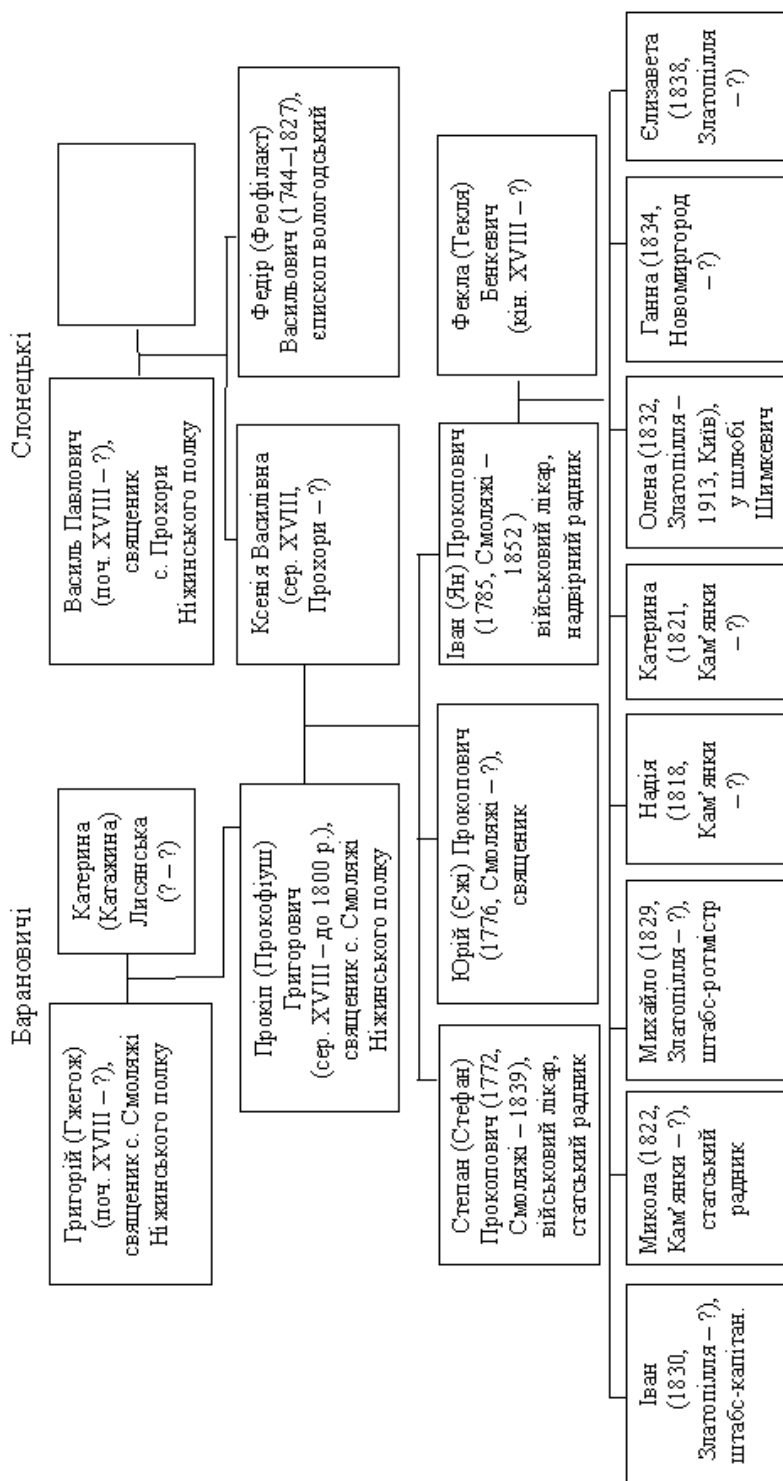 Барановичі
Слонецькі
Григорій (Гжегож)
(поч. XVIII – ?),
священик с. Смоляжі
Ніжинського полку
Катерина
(Катажина)
Лисянська
(? – ?)
Василь Павлович
(поч. XVIII – ?),
священик
с. Прохори
Ніжинського полку
Прокіп (Прокофіуш)
Григорович
(сер. XVIII – до 1800 р.),
священик с. Смоляжі
Ніжинського полку
Ксенія Василівна
(сер. XVIII,
Прохори – ?)
Федір (Феофілакт)
Васильович (1744–1827),
єпископ вологодський
Степан (Стефан)
Прокопович (1772,
Смоляжі – 1839),
військовий лікар,
статський радник
Юрій (Єжі) Прокопович
(1776, Смоляжі – ?),
священик
Іван (Ян) Прокопович
(1785, Смоляжі –
1852 )
військовий лікар,
надвірний радник
Фекла (Текля)
Бенкевич
(кін. XVIII – ?)
Іван
(1830,
Златопілля – ?),
штабс-капітан.
Микола (1822,
Кам’янки – ?),
статський
радник
Михайло (1829,
Златопілля – ?),
штабс-ротмістр
Надія
(1818,
Кам’янки
– ?)
Катерина
(1821,
Кам’янки
– ?)
Олена (1832,
Златопілля –
1913, Київ),
у шлюбі
Шимкевич
Ганна (1834,
Новомиргород
– ?)
Єлизавета
(1838,
Златопілля
– ?)